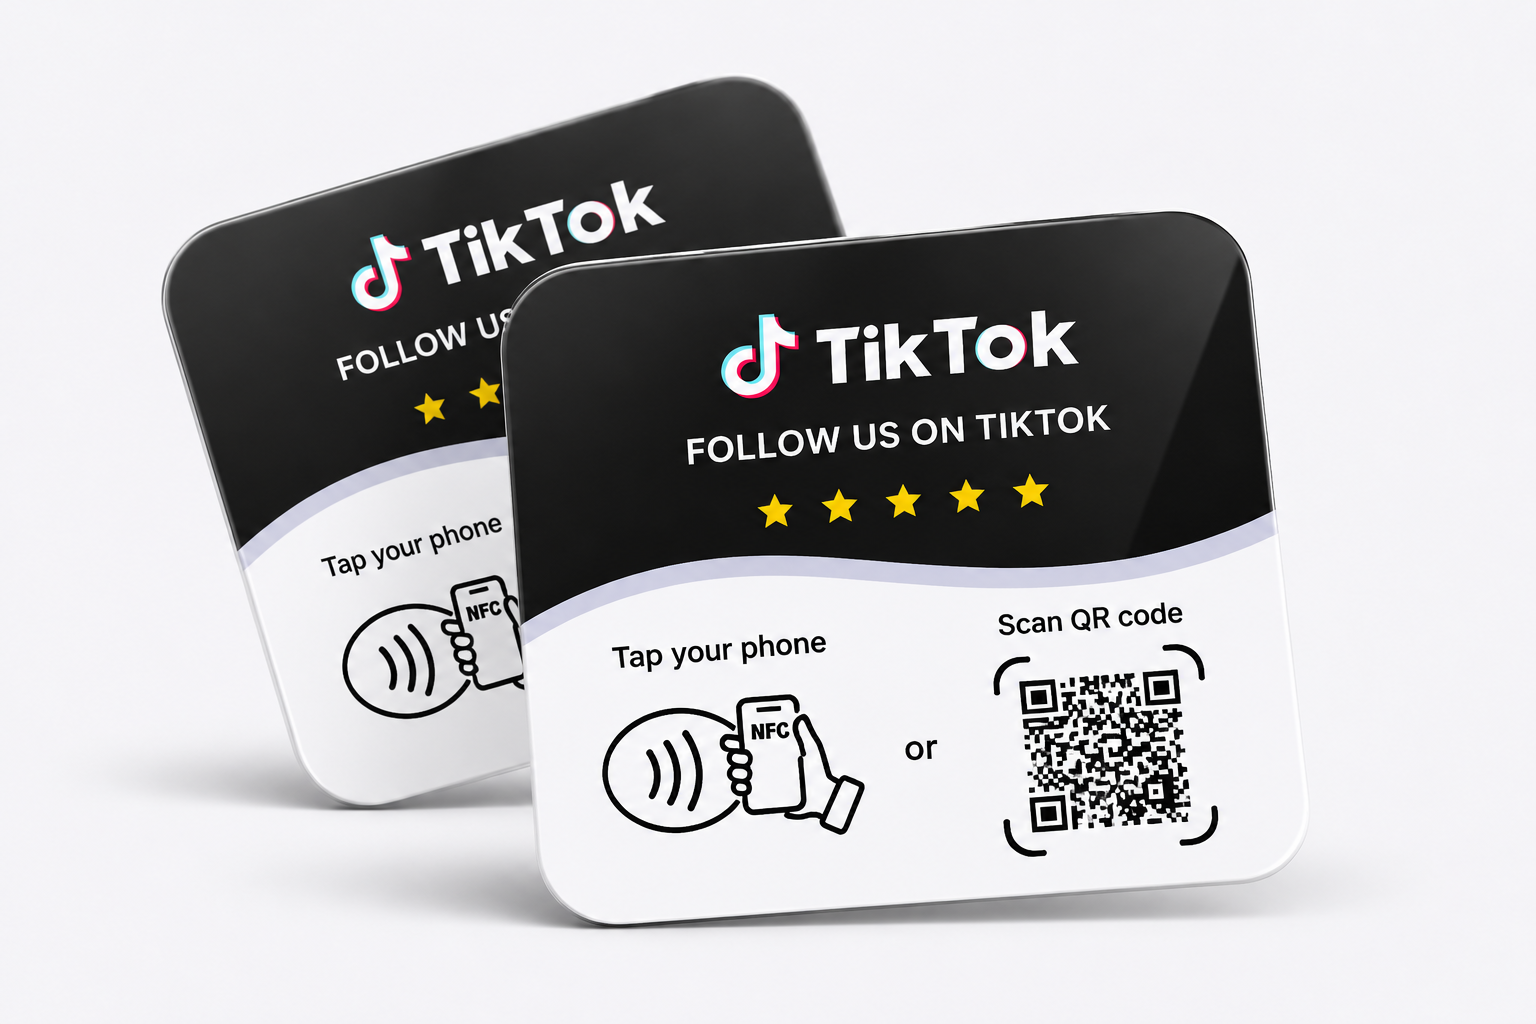 TikTok
FOLLOW US
Tap your phone
NFC
TikTok
FOLLOW US ON TIKTOK
Tap your phone
NFC
or
Scan QR code